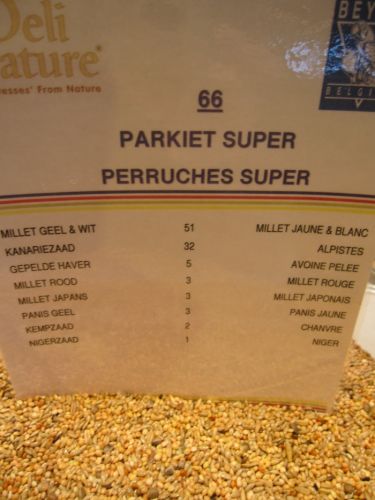 Deli
Nature®
esses' From Nature
BEY
BELGI
66
PARKIET SUPER
PERRUCHES SUPER
MILLET GEEL & WIT 51 MILLET JAUNE & BLANC
KANARIEZAAD 32 ALPISTES
GEPELDE HAVER 5 AVOINE PELEE
MILLET ROOD 3 MILLET ROUGE
MILLET JAPANS 3 MILLET JAPONAIS
PANIS GEEL 3 PANIS JAUNE
KEMPZAAD 2 CHANVRE
NIGERZAAD 1 NIGER